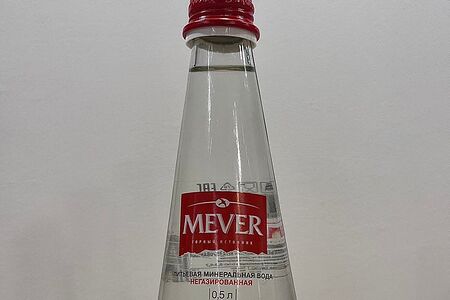 MEVER
ГОРНЫЙ ИСТОЧНИК
ПИТЬЕВАЯ МИНЕРАЛЬНАЯ ВОДА
НЕГАЗИРОВАННАЯ
0,5 л